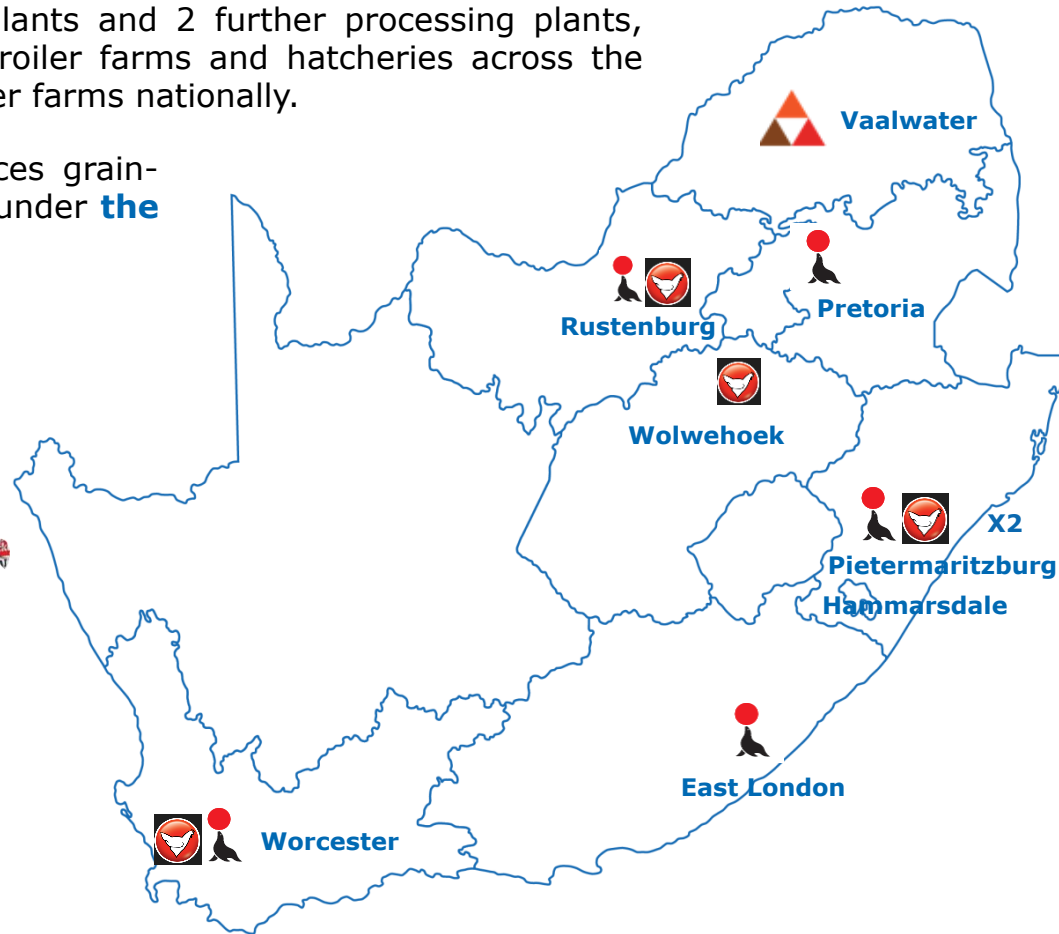 lants and 2 further processing plants,
roiler farms and hatcheries across the
er farms nationally.
ces grain-
under the
Vaalwater
Pretoria
Rustenburg
Wolwehoek
X2
Pietermaritzburg
Hammarsdale
East London
Worcester